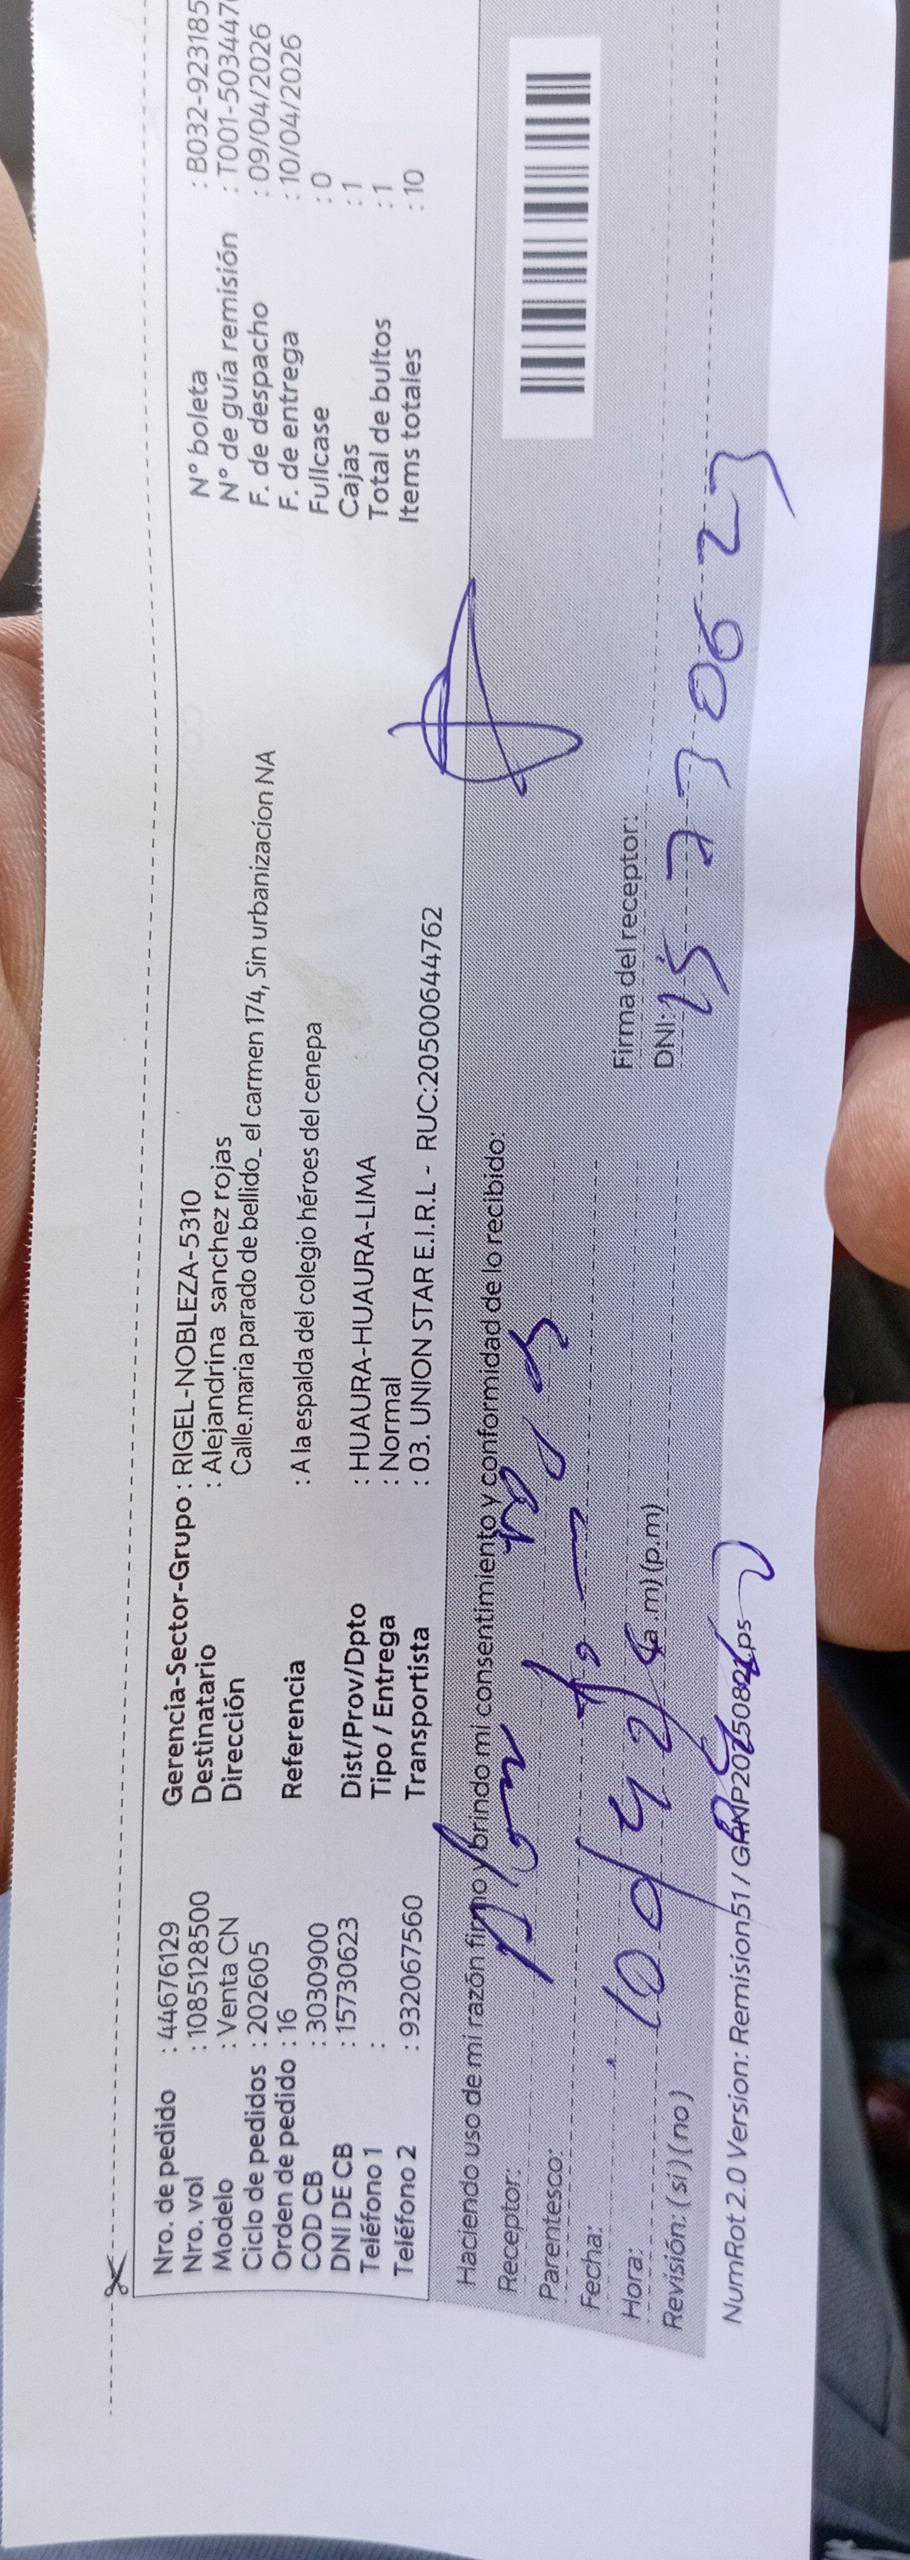 Nro. de pedido : 44676129
Nro. vol : 1085128500
Modelo : Venta CN
Ciclo de pedidos : 202605
Orden de pedido : 16
COD CB : 3030900
DNI DE CB : 15730623
Teléfono 1 :
Teléfono 2 : 932067560
Gerencia-Sector-Grupo : RIGEL-NOBLEZA-5310
Destinatario : Alejandrina sanchez rojas
Dirección Calle.maria parado de bellido_ el carmen 174, Sin urbanizacion NA
Referencia : A la espalda del colegio héroes del cenepa
Dist/Prov/Dpto : HUAURA-HUAURA-LIMA
Tipo / Entrega : Normal
Transportista : 03. UNION STAR E.I.R.L - RUC:20500644762
N° boleta : B032-923185
N° de guía remisión : T001-5034470
F. de despacho : 09/04/2026
F. de entrega : 10/04/2026
Fullcase : 0
Cajas : 1
Total de bultos : 1
Items totales : 10
Haciendo uso de mi razón firmo y brindo mi consentimiento y conformidad de lo recibido:
Receptor:
Parentesco:
Fecha:
Hora: (a.m) (p.m)
Revisión: (si) (no)
Firma del receptor:
DNI: 15730623
NumRot 2.0 Version: Remision51 /